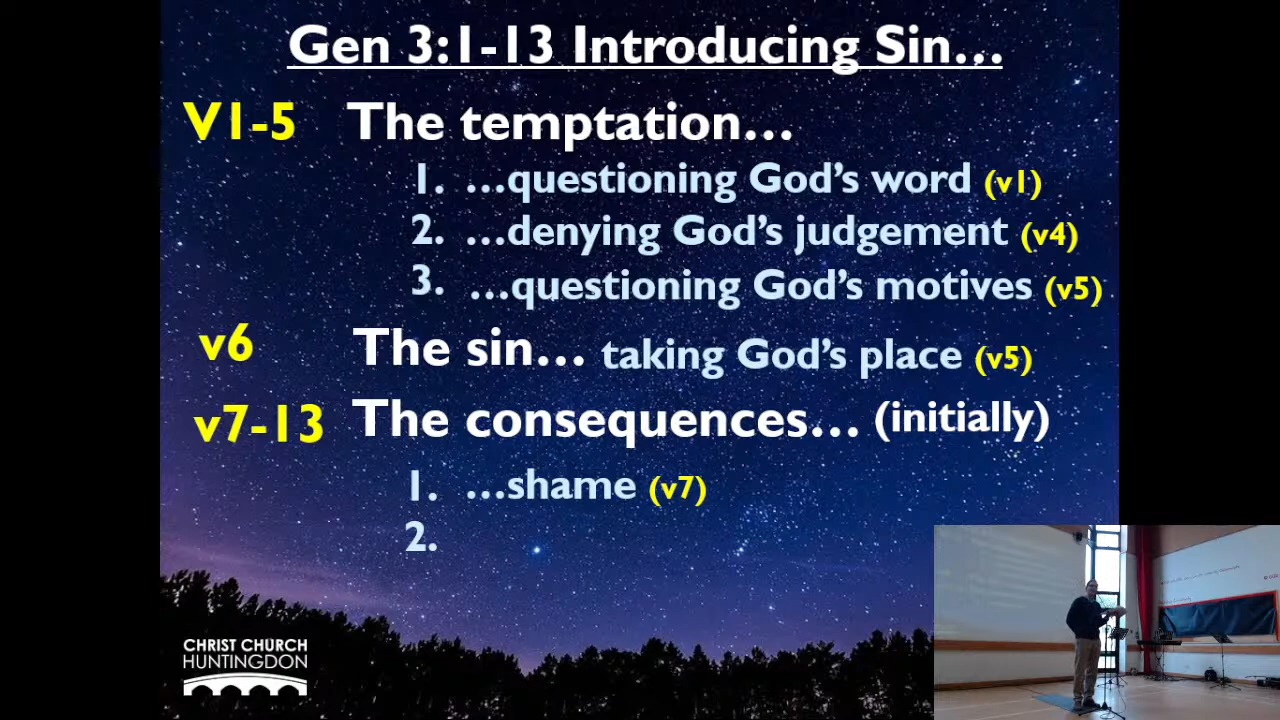 Gen 3:1-13 Introducing Sin…
V1-5 The temptation…
1. …questioning God's word (v1)
2. …denying God's judgement (v4)
3. …questioning God's motives (v5)
v6 The sin… taking God's place (v5)
v7-13 The consequences… (initially)
1. …shame (v7)
2.
CHRIST CHURCH
HUNTINGDON